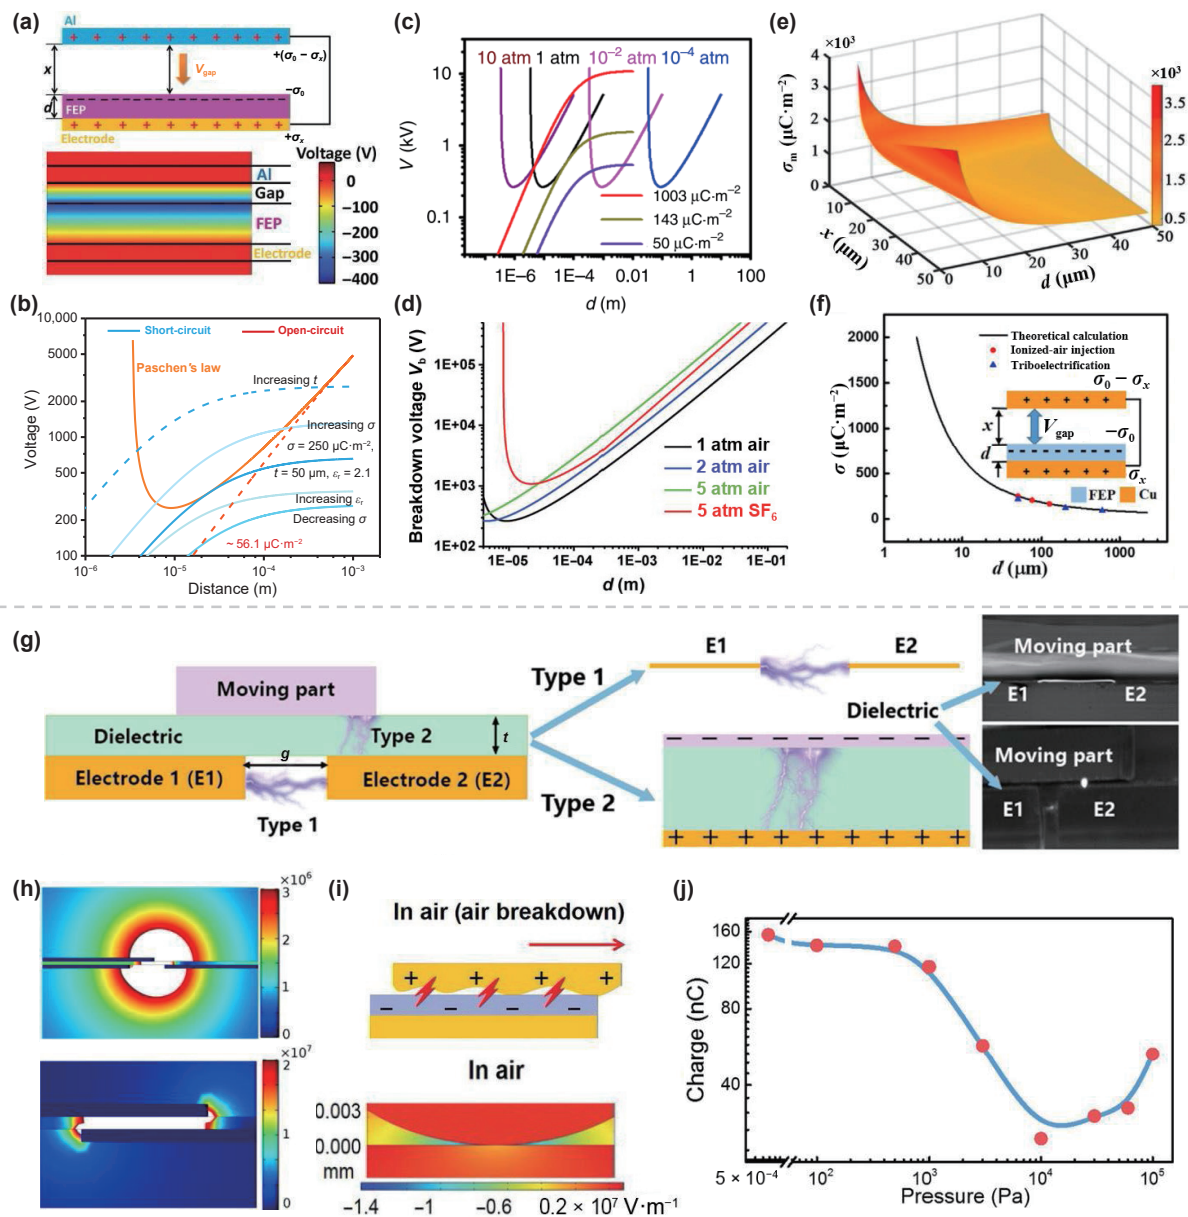 (a)
Al
+ + + + + + + + + +
+(σ₀ − σₓ)
x
V_gap
−σ₀
d
FEP
+ + + + + + + + + +
Electrode
+σₓ
Voltage (V)
Al
Gap
FEP
Electrode
0
−100
−200
−300
−400
(b)
10,000
5000
2000
1000
500
200
100
Voltage (V)
Short-circuit
Open-circuit
Paschen's law
Increasing t
Increasing σ
σ = 250 μC·m⁻²,
t = 50 μm, εᵣ = 2.1
Increasing εᵣ
Decreasing σ
~ 56.1 μC·m⁻²
10⁻⁶
10⁻⁵
10⁻⁴
10⁻³
Distance (m)
(c)
10 atm 1 atm 10⁻² atm 10⁻⁴ atm
10
1
0.1
V (kV)
1003 μC·m⁻²
143 μC·m⁻²
50 μC·m⁻²
1E−6 1E−4 0.01 1 100
d (m)
(d)
Breakdown voltage V_b (V)
1E+05
1E+04
1E+03
1E+02
1 atm air
2 atm air
5 atm air
5 atm SF₆
1E−05 1E−04 1E−03 1E−02 1E−01
d (m)
(e)
×10³
4
3
2
1
0
σₘ (μC·m⁻²)
10
20
30
40
50
x (μm)
0
10
20
30
40
50
d (μm)
×10³
3.5
2.5
1.5
0.5
(f)
2000
1750
1500
1250
1000
750
500
250
0
σ (μC·m⁻²)
Theoretical calculation
Ionized-air injection
Triboelectrification
σ₀ − σₓ
+ + + + +
x
V_gap
−σ₀
d
+ + + + +
σₓ
FEP Cu
1 10 100 1000
d (μm)
(g)
Moving part
Dielectric
Type 2
t
g
Electrode 1 (E1)
Electrode 2 (E2)
Type 1
Type 1
E1
E2
Type 2
+ + + + + + + + +
Dielectric
Moving part
E1 E2
Moving part
E1 E2
(h)
×10⁶
3
2
1
0
×10⁷
2
1
0
(i)
In air (air breakdown)
+ + + +
− − − −
In air
0.003
0.000
mm
−1.4 −1 −0.6 0.2 × 10⁷ V·m⁻¹
(j)
160
120
80
40
Charge (nC)
5 × 10⁻⁴ 10² 10³ 10⁴ 10⁵
Pressure (Pa)